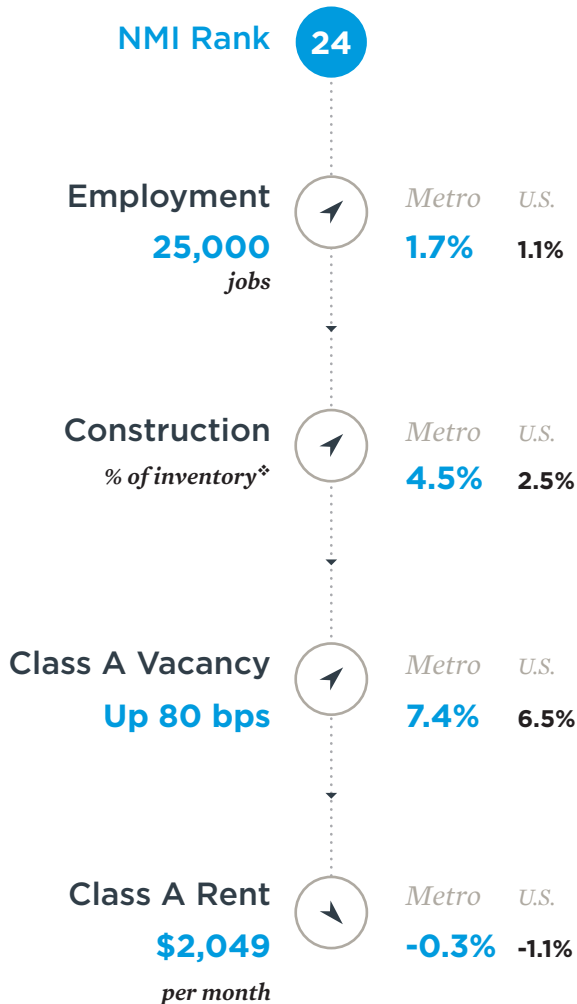 NMI Rank 24
Employment Metro U.S.
25,000 1.7% 1.1%
jobs
Construction Metro U.S.
% of inventory❖ 4.5% 2.5%
Class A Vacancy Metro U.S.
Up 80 bps 7.4% 6.5%
Class A Rent Metro U.S.
$2,049 -0.3% -1.1%
per month